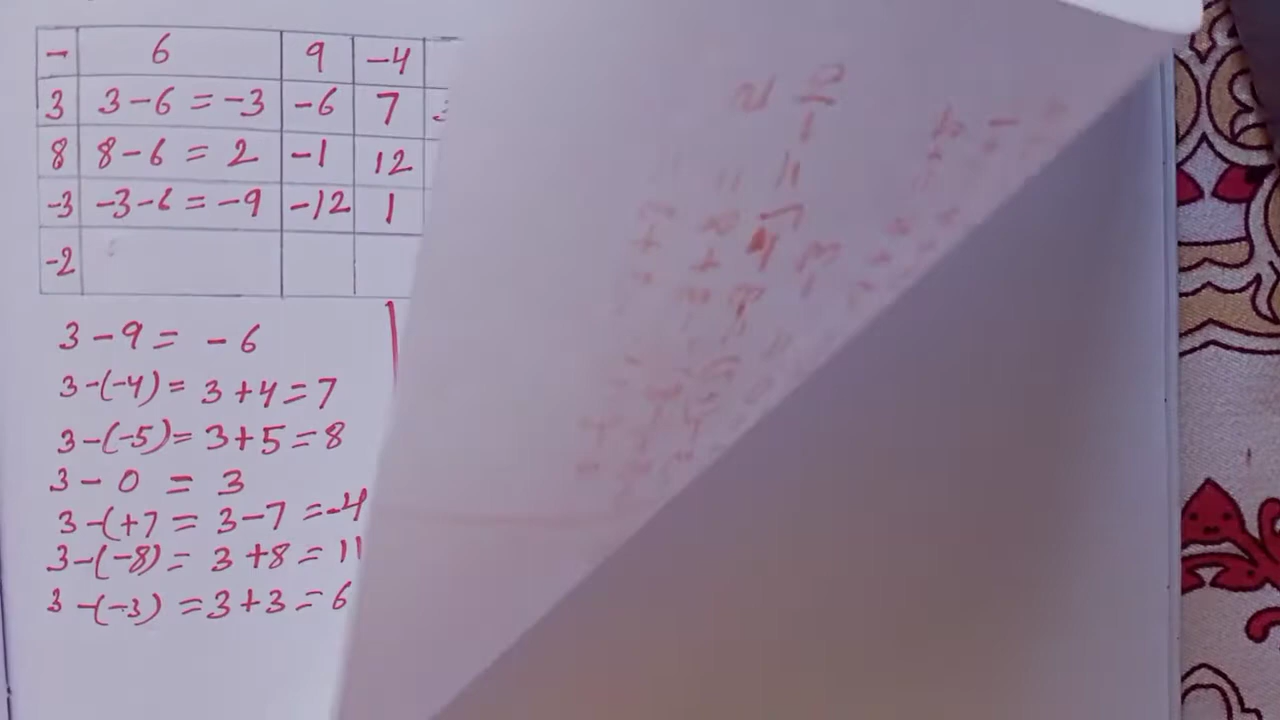 - 6 9 -4
3 3-6 = -3 -6 7
8 8-6 = 2 -1 12
-3 -3-6 = -9 -12 1
-2
3-9 = -6
3-(-4) = 3+4 = 7
3-(-5) = 3+5 = 8
3-0 = 3
3-(+7 = 3-7 = -4
3-(-8) = 3+8 = 11
3-(-3) = 3+3 = 6